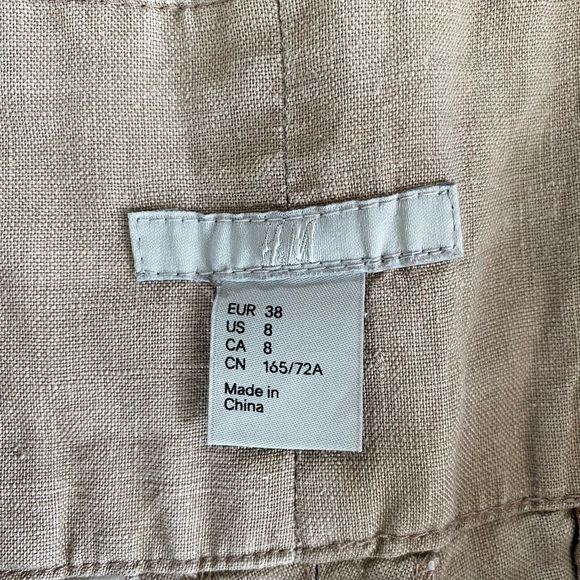 H&M
EUR 38
US 8
CA 8
CN 165/72A
Made in
China